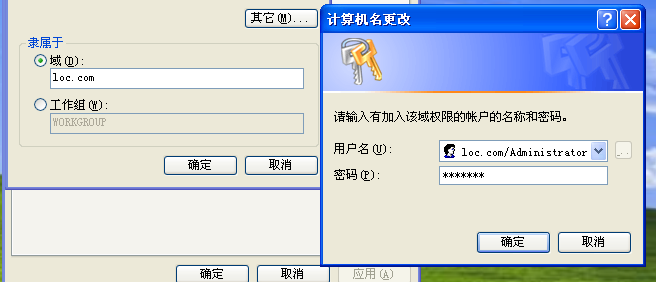 其它(M)...
隶属于
域(D):
loc.com
工作组(W):
WORKGROUP
确定
取消
确定
取消
应用(A)
计算机名更改
请输入有加入该域权限的帐户的名称和密码。
用户名(U):
loc.com/Administrator
密码(P):
*******
确定
取消